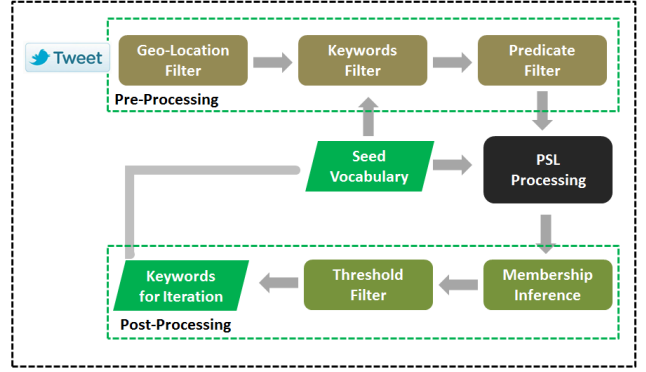 Tweet
Geo-Location
Filter
Keywords
Filter
Predicate
Filter
Pre-Processing
Seed
Vocabulary
PSL
Processing
Keywords
for Iteration
Threshold
Filter
Membership
Inference
Post-Processing